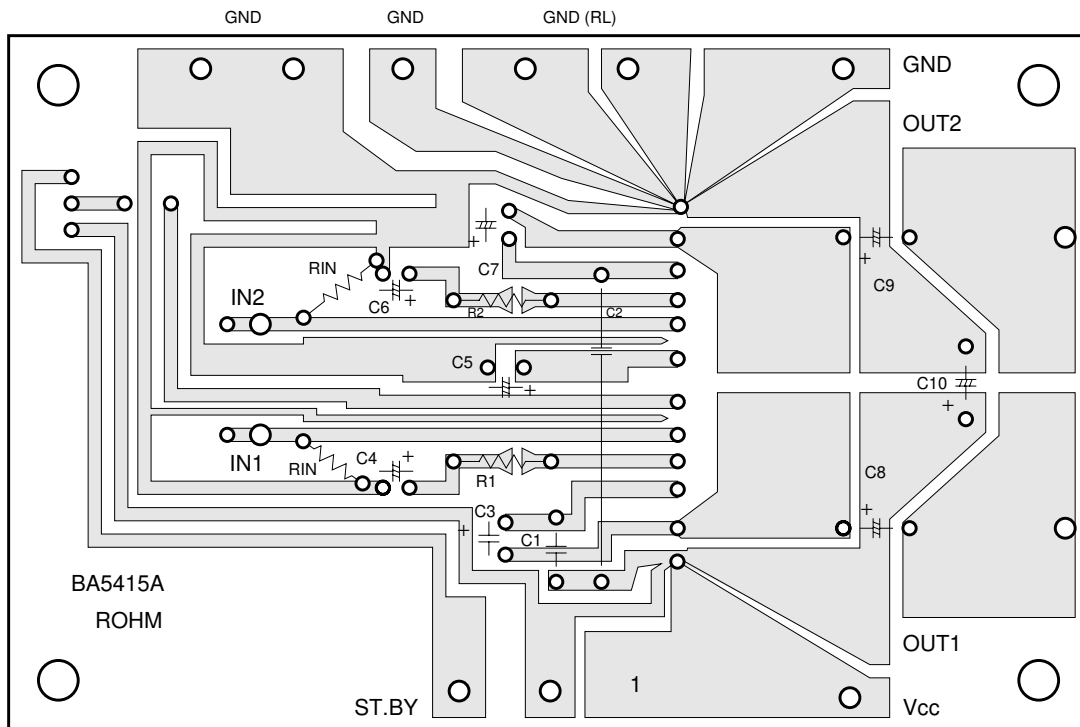 GND GND GND (RL)
GND
OUT2
C7
RIN
C6
C9
IN2
R2
C2
C5
C10
IN1
RIN
C4
R1
C8
C3
C1
BA5415A
ROHM
OUT1
1
ST.BY
Vcc